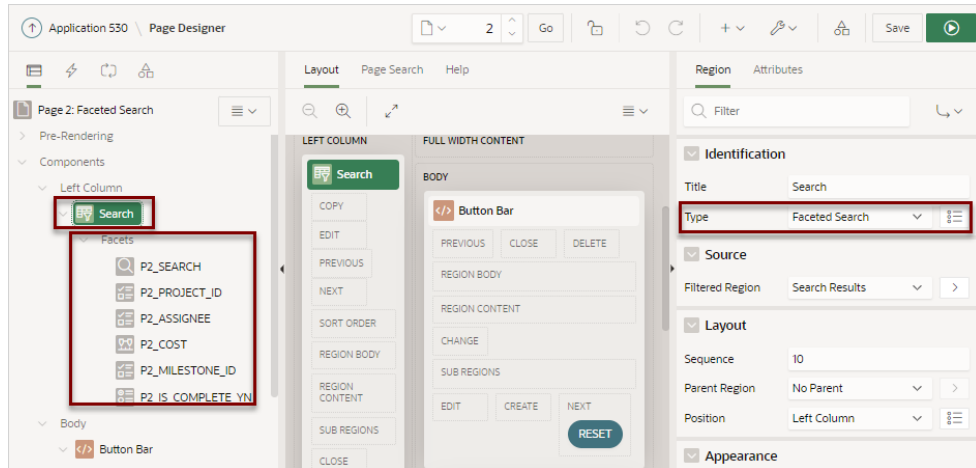 Application 530 \ Page Designer
2
Go
Save
Page 2: Faceted Search
Pre-Rendering
Components
Left Column
Search
Facets
P2_SEARCH
P2_PROJECT_ID
P2_ASSIGNEE
P2_COST
P2_MILESTONE_ID
P2_IS_COMPLETE_YN
Body
Button Bar
Layout Page Search Help
LEFT COLUMN
Search
COPY
EDIT
PREVIOUS
NEXT
SORT ORDER
REGION BODY
REGION
CONTENT
SUB REGIONS
CLOSE
FULL WIDTH CONTENT
BODY
Button Bar
PREVIOUS CLOSE DELETE
REGION BODY
REGION CONTENT
CHANGE
SUB REGIONS
EDIT CREATE NEXT
RESET
Region Attributes
Filter
Identification
Title Search
Type Faceted Search
Source
Filtered Region Search Results
Layout
Sequence 10
Parent Region No Parent
Position Left Column
Appearance